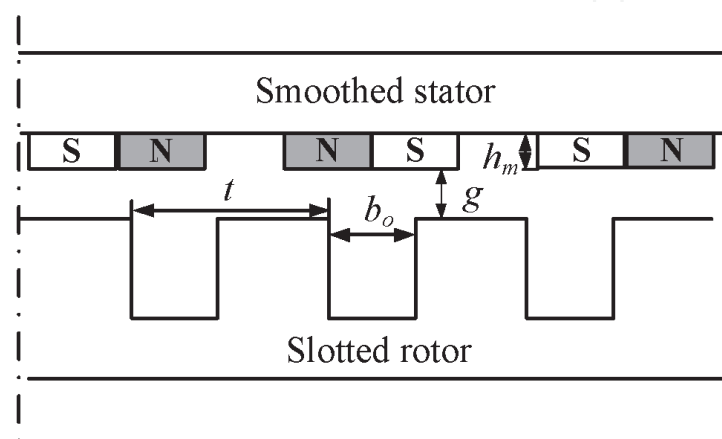 Smoothed stator
S N N S S N
h_m
t
g
b_o
Slotted rotor